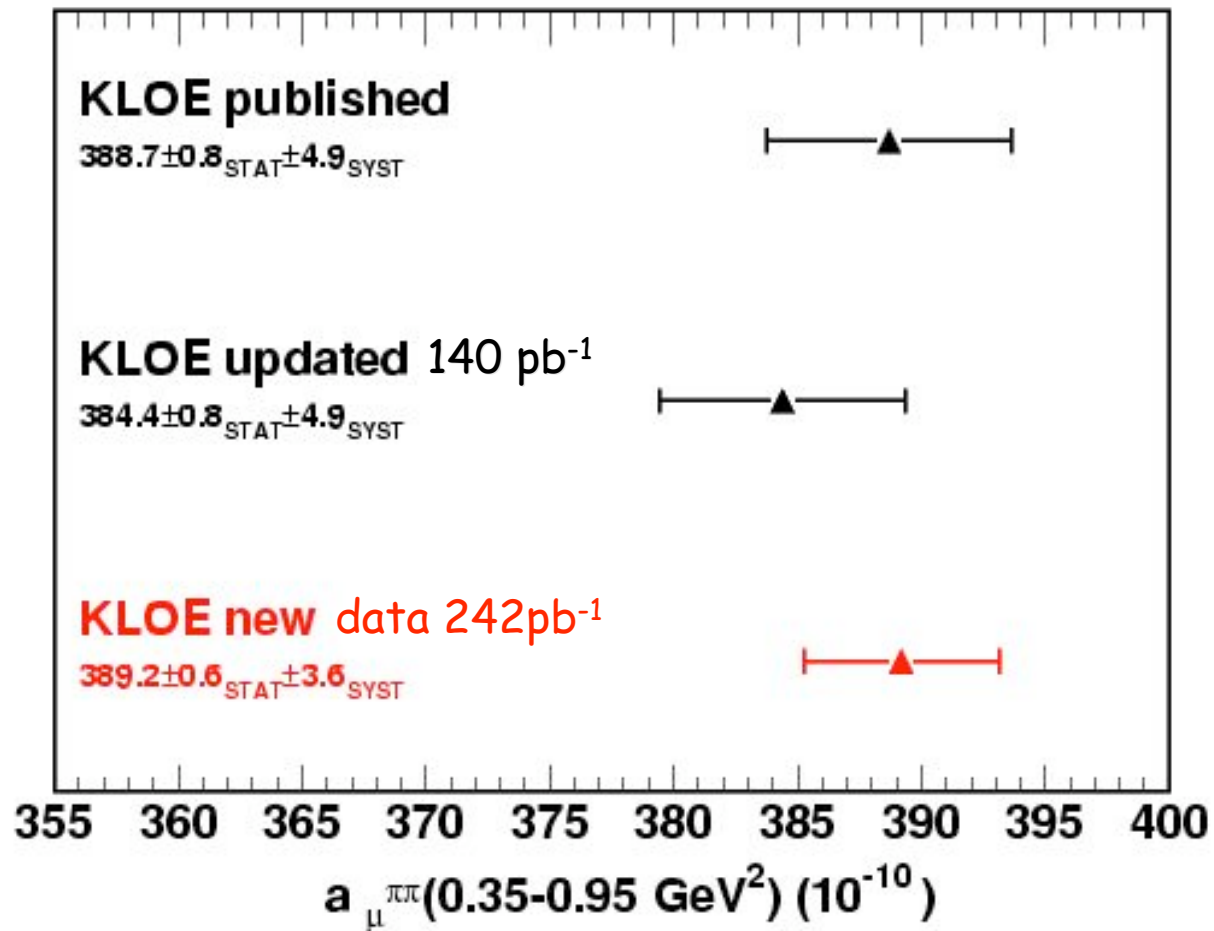 KLOE published
388.7±0.8STAT±4.9SYST
KLOE updated 140 pb-1
384.4±0.8STAT±4.9SYST
KLOE new data 242pb-1
389.2±0.6STAT±3.6SYST
355 360 365 370 375 380 385 390 395 400
a μ ππ(0.35-0.95 GeV2) (10-10)